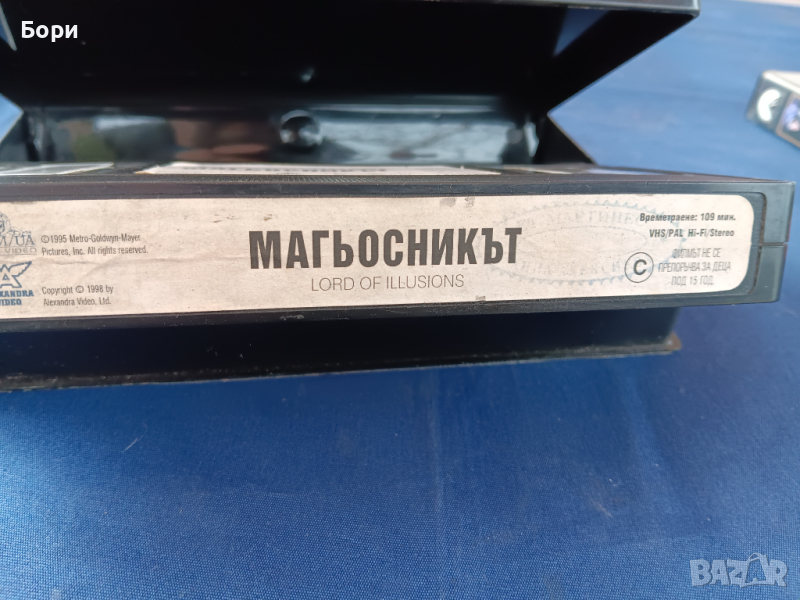 Бори
©1995 Metro-Goldwyn-Mayer
Pictures, Inc. All rights reserved.
Copyright © 1998 by
Alexandra Video, Ltd.
МАГЬОСНИКЪТ
LORD OF ILLUSIONS
Времетраене: 109 мин.
VHS/PAL Hi-Fi/Stereo
C
ФИЛМЪТ НЕ СЕ
ПРЕПОРЪЧВА ЗА ДЕЦА
ПОД 15 ГОД.
BAZAR